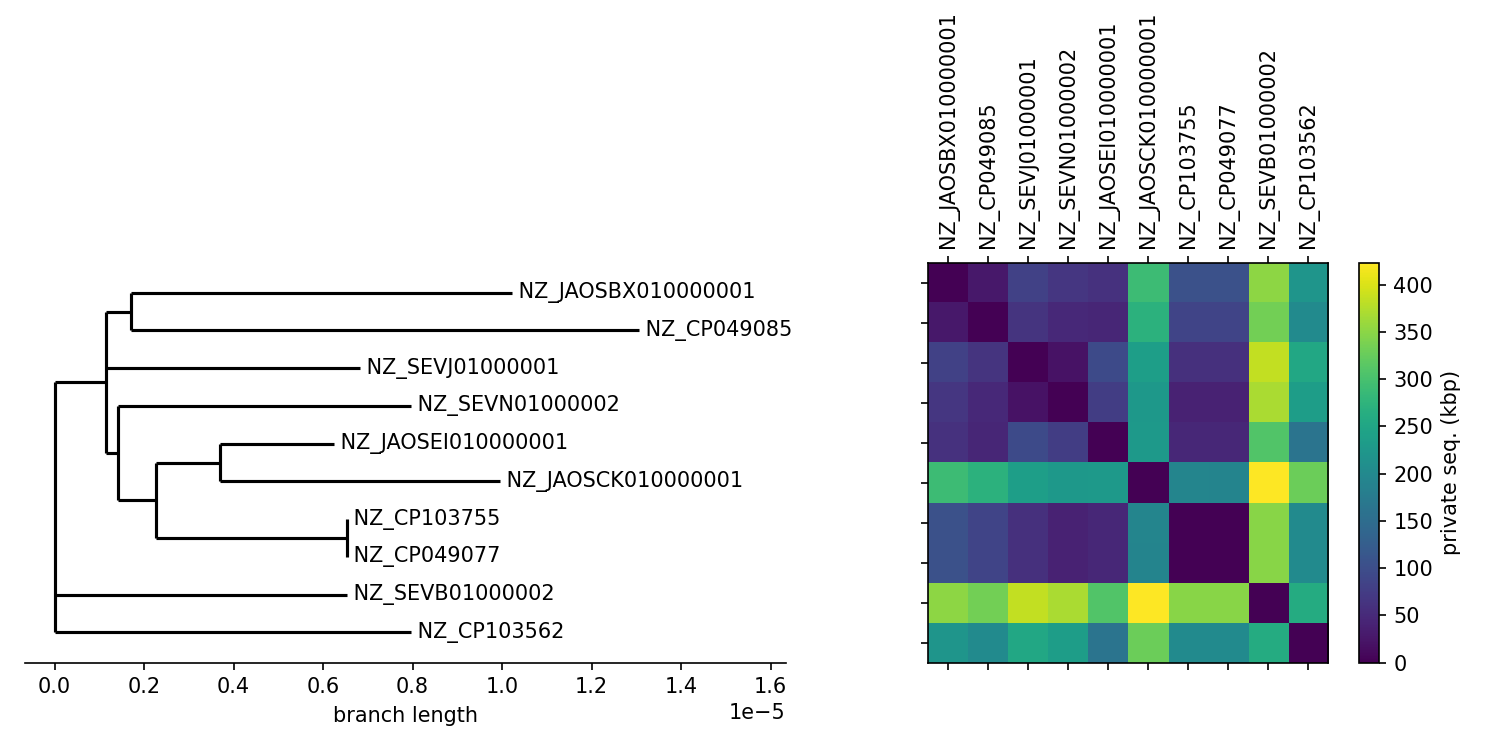 NZ_JAOSBX010000001
NZ_CP049085
NZ_SEVJ01000001
NZ_SEVN01000002
NZ_JAOSEI010000001
NZ_JAOSCK010000001
NZ_CP103755
NZ_CP049077
NZ_SEVB01000002
NZ_CP103562
0.0 0.2 0.4 0.6 0.8 1.0 1.2 1.4 1.6
1e−5
branch length
NZ_JAOSBX010000001
NZ_CP049085
NZ_SEVJ01000001
NZ_SEVN01000002
NZ_JAOSEI010000001
NZ_JAOSCK010000001
NZ_CP103755
NZ_CP049077
NZ_SEVB01000002
NZ_CP103562
400
350
300
250
200
150
100
50
0
private seq. (kbp)